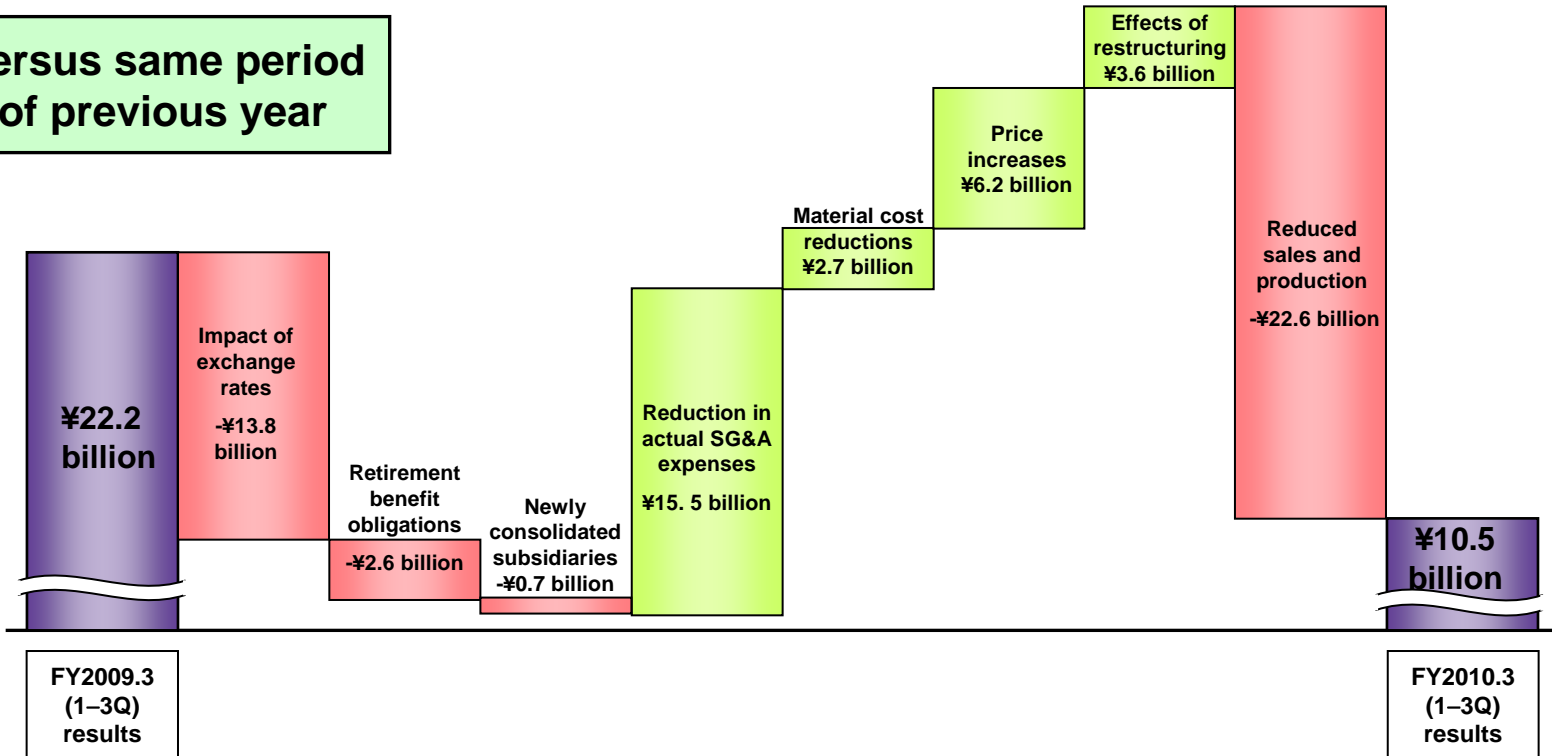 ersus same period
of previous year
¥22.2
billion
Impact of
exchange
rates
-¥13.8
billion
Retirement
benefit
obligations
-¥2.6 billion
Newly
consolidated
subsidiaries
-¥0.7 billion
Reduction in
actual SG&A
expenses
¥15. 5 billion
Material cost
reductions
¥2.7 billion
Price
increases
¥6.2 billion
Effects of
restructuring
¥3.6 billion
Reduced
sales and
production
-¥22.6 billion
¥10.5
billion
FY2009.3
(1–3Q)
results
FY2010.3
(1–3Q)
results